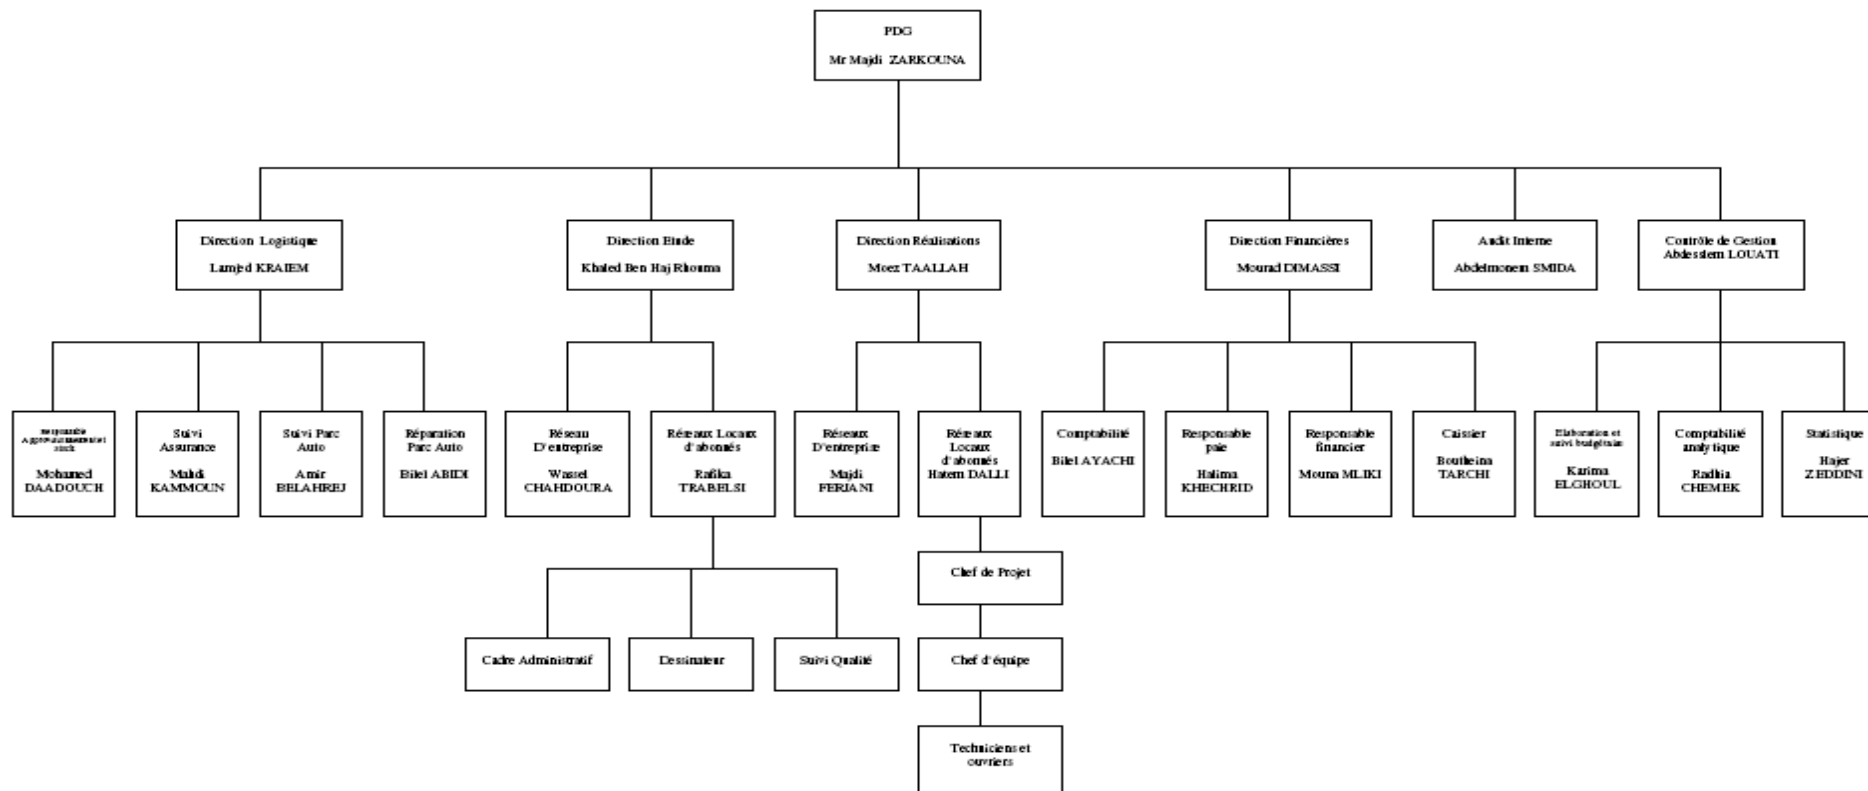 PDG
Mr Majdi ZARKOUNA
Direction Logistique
Lamjed KRAIEM
Direction Etude
Khaled Ben Haj Rhouma
Direction Réalisations
Moez TAALLAH
Direction Financières
Mourad DIMASSI
Audit Interne
Abdelmonem SMIDA
Contrôle de Gestion
Abdesslem LOUATI
Responsable
Approvisionnement et
stock
Mohamed
DAADOUCH
Suivi
Assurance
Mahdi
KAMMOUN
Suivi Parc
Auto
Amir
BELAHREJ
Réparation
Parc Auto
Bilel ABIDI
Réseau
D'entreprise
Wassel
CHAHDOURA
Réseaux Locaux
d'abonnés
Rafika
TRABELSI
Réseaux
D'entreprise
Majdi
FERJANI
Réseaux
Locaux
d'abonnés
Hatem DALLI
Comptabilité
Bilel AYACHI
Responsable
paie
Halima
KHECHRID
Responsable
financier
Mouna MLIKI
Caissier
Boutheina
TARCHI
Elaboration et
suivi budgétaire
Karima
ELGHOUL
Comptabilité
analytique
Radhia
CHEMEK
Statistique
Hajer
ZEDDINI
Chef de Projet
Cadre Administratif
Dessinateur
Suivi Qualité
Chef d'équipe
Techniciens et
ouvriers